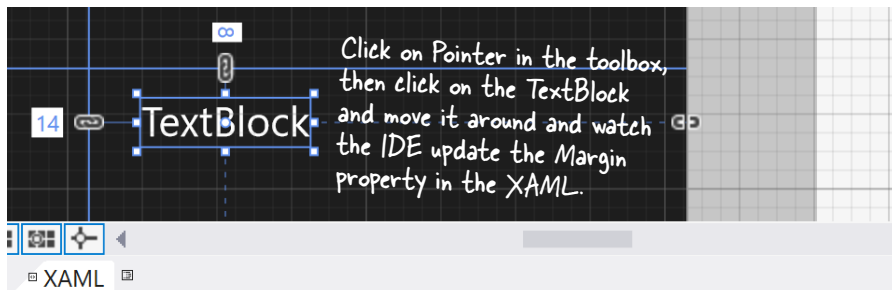 8
Click on Pointer in the toolbox,
then click on the TextBlock
and move it around and watch
the IDE update the Margin
property in the XAML.
14
TextBlock
XAML